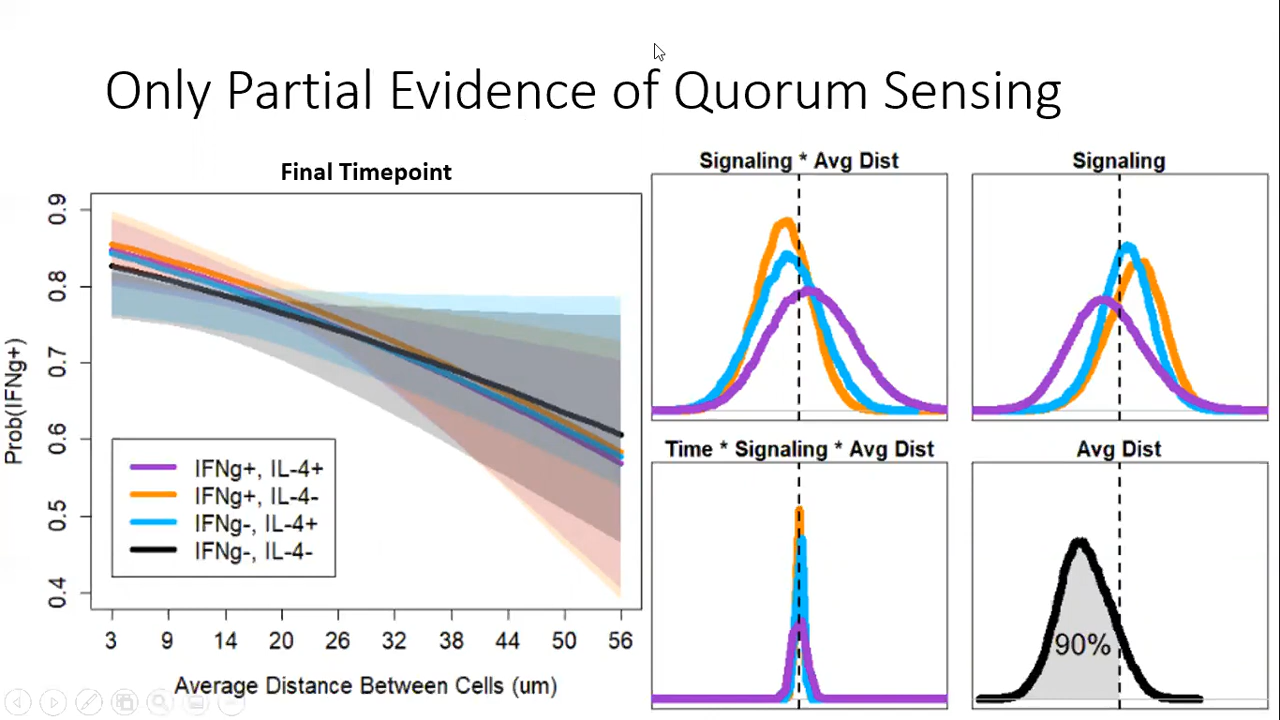 Only Partial Evidence of Quorum Sensing
Final Timepoint
Prob(IFNg+)
0.9
0.8
0.7
0.6
0.5
0.4
IFNg+, IL-4+
IFNg+, IL-4-
IFNg-, IL-4+
IFNg-, IL-4-
3 9 14 20 26 32 38 44 50 56
Average Distance Between Cells (um)
Signaling * Avg Dist
Signaling
Time * Signaling * Avg Dist
Avg Dist
90%